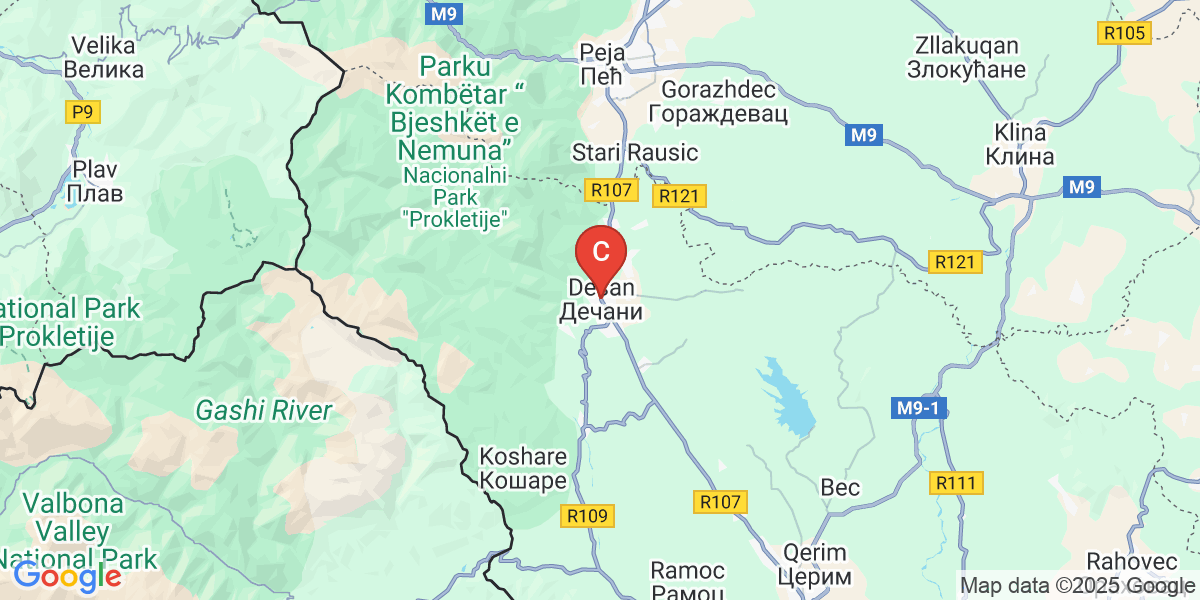 M9
Velika
Велика
Parku
Kombëtar “
Bjeshkët e
Nemuna”
Nacionalni
Park
"Prokletije"
Peja
Пећ
Zllakuqan
Злокућане
R105
P9
Gorazhdec
Гораждевац
M9
Klina
Клина
Stari Rausic
Plav
Плав
R107
R121
M9
C
R121
Deçan
Дечани
ational Park
Prokletije
Gashi River
M9-1
Koshare
Кошаре
Bec
R111
R107
R109
Valbona
Valley
National Park
Qerim
Церим
Ramoc
Рамоц
Rahovec
Google
Map data ©2025 Google